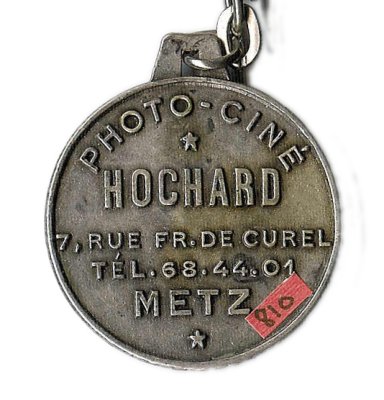 PHOTO-CINÉ
HOCHARD
7, RUE FR. DE CUREL
TÉL. 68.44.01
METZ
810